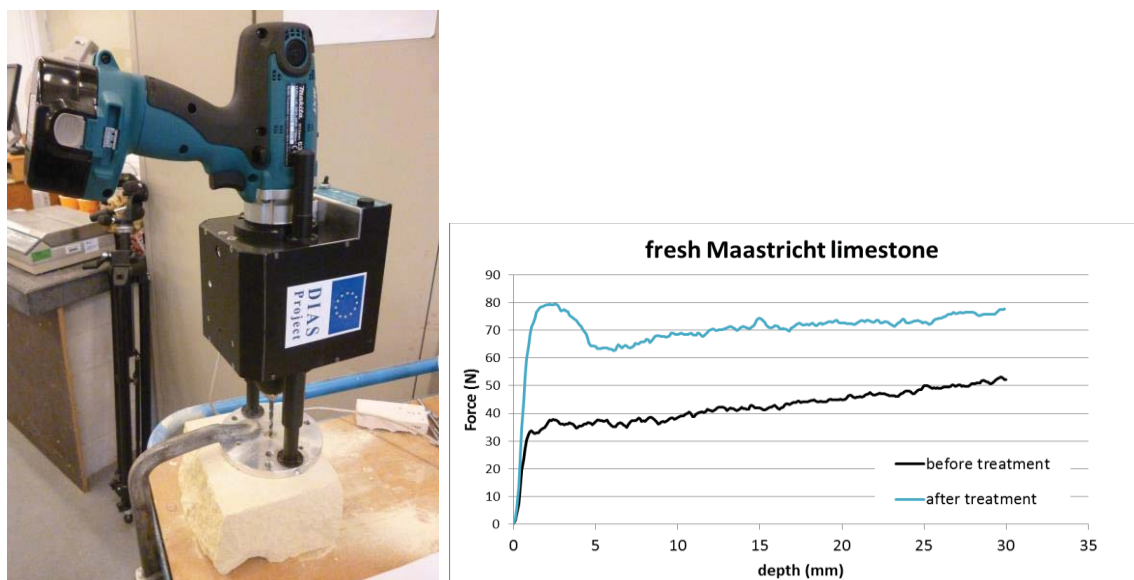 makita
DIAS
Project
fresh Maastricht limestone
90
80
70
60
50
40
30
20
10
0
Force (N)
before treatment
after treatment
0 5 10 15 20 25 30 35
depth (mm)